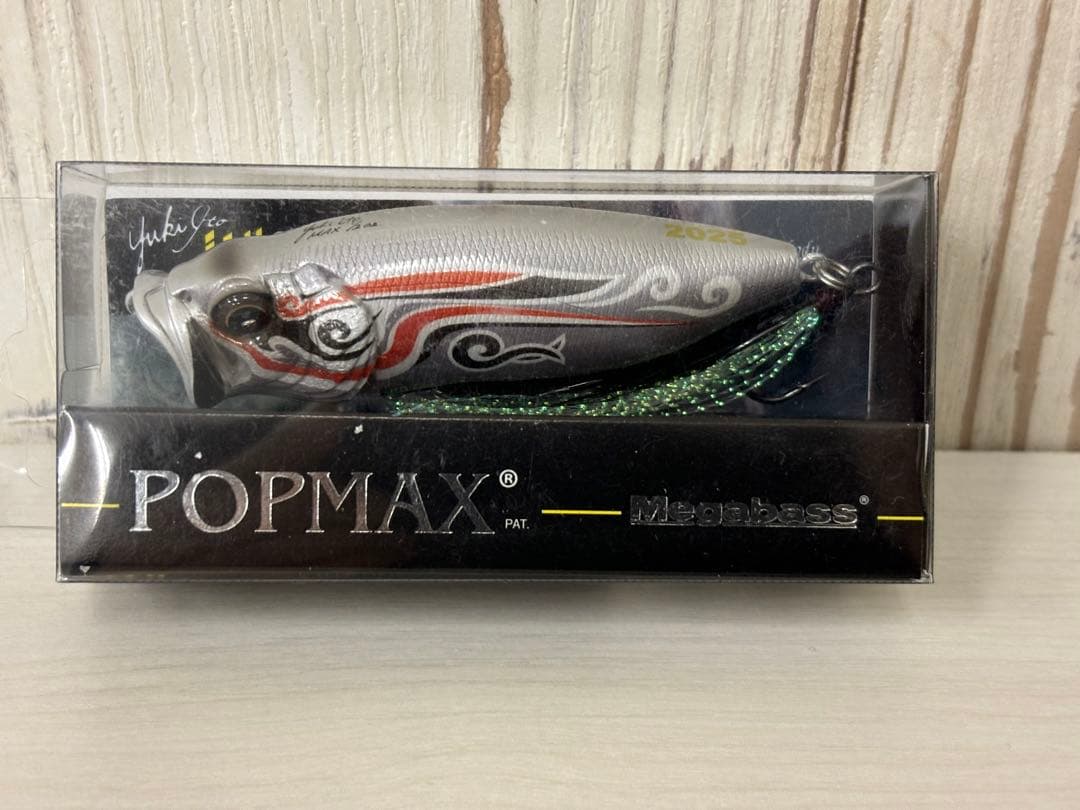 Yuki Ito
2025
POPMAX®
PAT.
Megabass®